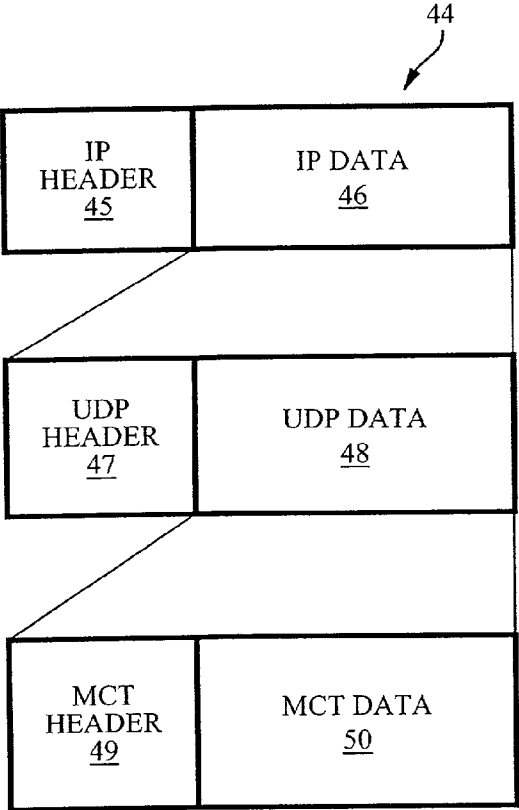 44
IP
HEADER
45
IP DATA
46
UDP
HEADER
47
UDP DATA
48
MCT
HEADER
49
MCT DATA
50